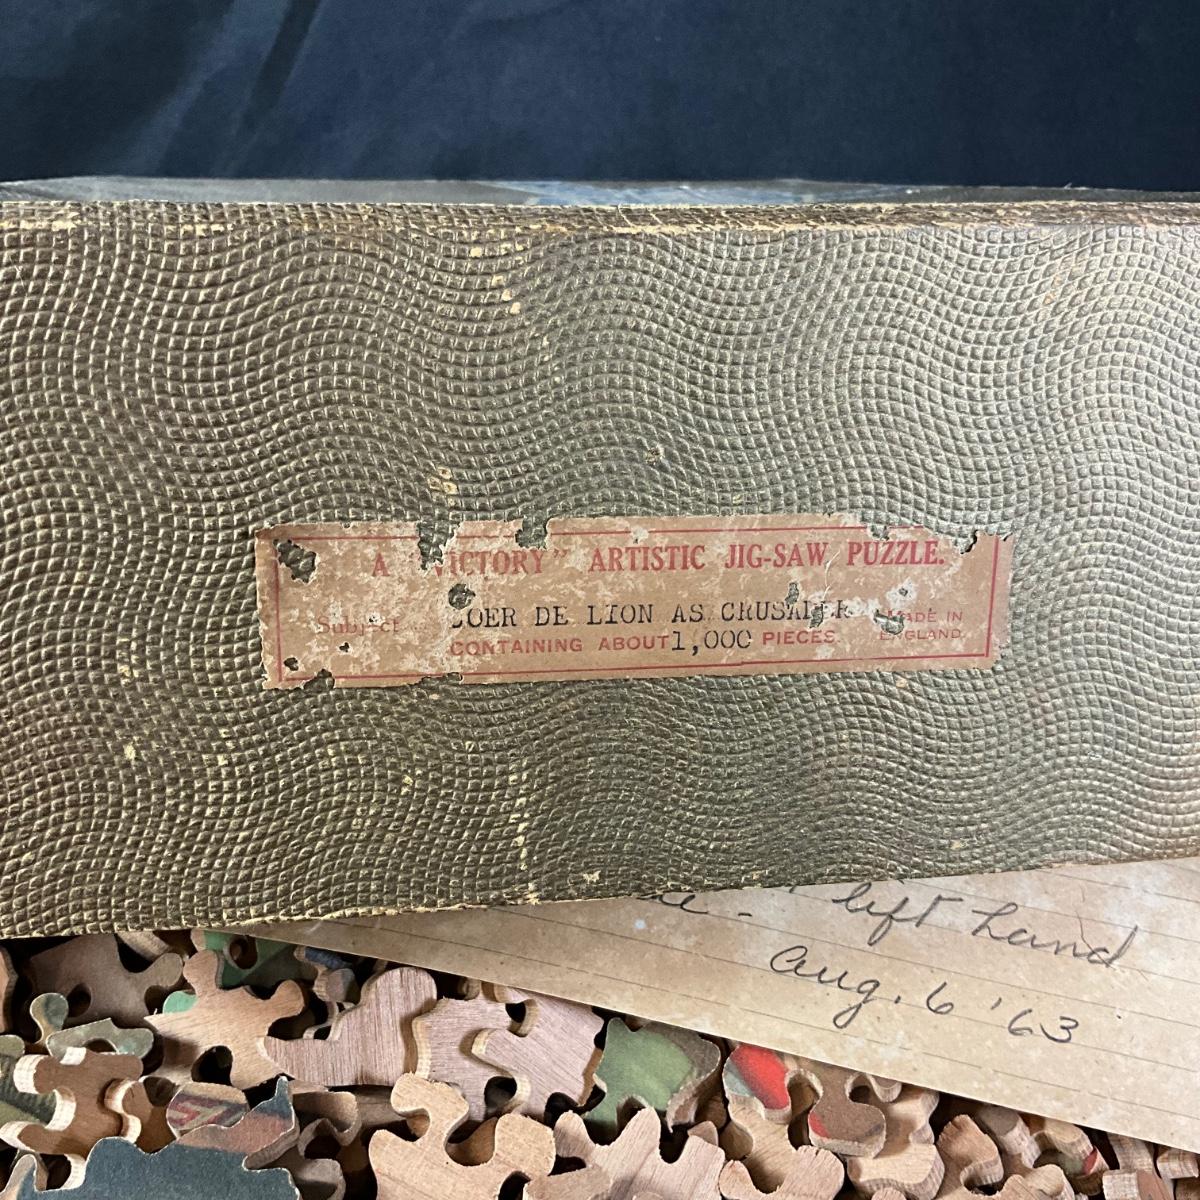 A "VICTORY" ARTISTIC JIG-SAW PUZZLE.
Subject COER DE LION AS CRUSADER MADE IN
CONTAINING ABOUT 1,000 PIECES. ENGLAND.
left hand
Aug. 6 '63